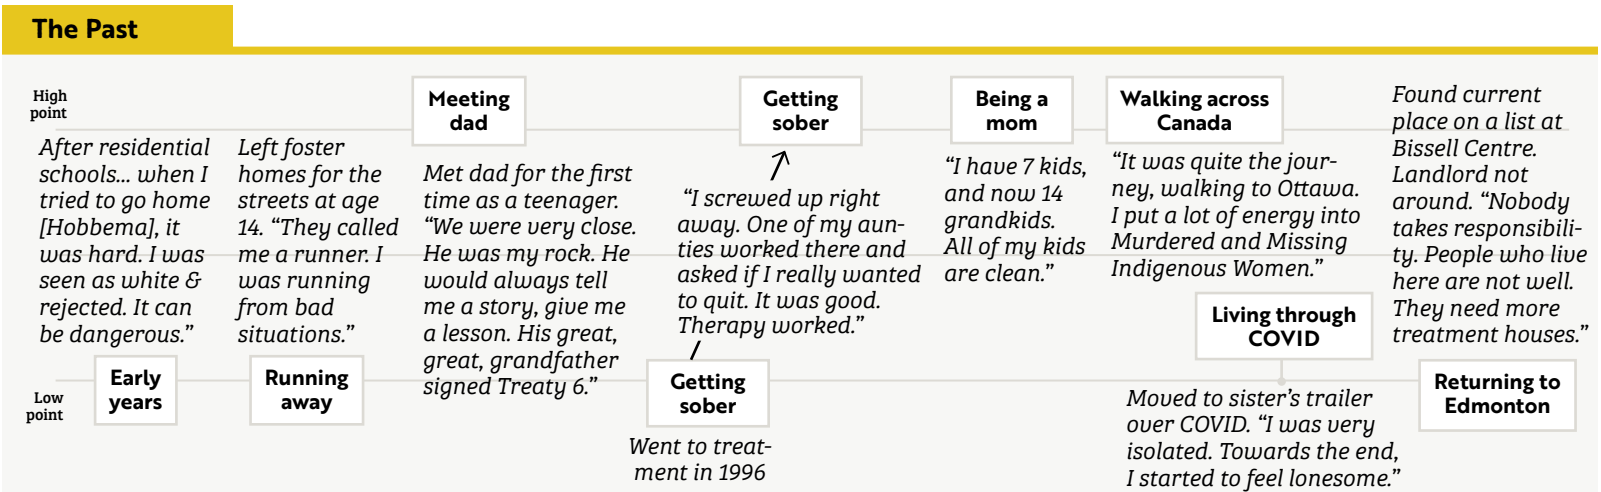 The Past
High
point
Low
point
After residential
schools... when I
tried to go home
[Hobbema], it
was hard. I was
seen as white &
rejected. It can
be dangerous.”
Early
years
Left foster
homes for the
streets at age
14. “They called
me a runner. I
was running
from bad
situations.”
Running
away
Meeting
dad
Met dad for the first
time as a teenager.
“We were very close.
He was my rock. He
would always tell
me a story, give me
a lesson. His great,
great, grandfather
signed Treaty 6.”
Getting
sober
“I screwed up right
away. One of my aun-
ties worked there and
asked if I really wanted
to quit. It was good.
Therapy worked.”
Getting
sober
Went to treat-
ment in 1996
Being a
mom
“I have 7 kids,
and now 14
grandkids.
All of my kids
are clean.”
Walking across
Canada
“It was quite the jour-
ney, walking to Ottawa.
I put a lot of energy into
Murdered and Missing
Indigenous Women.”
Living through
COVID
Moved to sister’s trailer
over COVID. “I was very
isolated. Towards the end,
I started to feel lonesome.”
Found current
place on a list at
Bissell Centre.
Landlord not
around. “Nobody
takes responsibili-
ty. People who live
here are not well.
They need more
treatment houses.”
Returning to
Edmonton